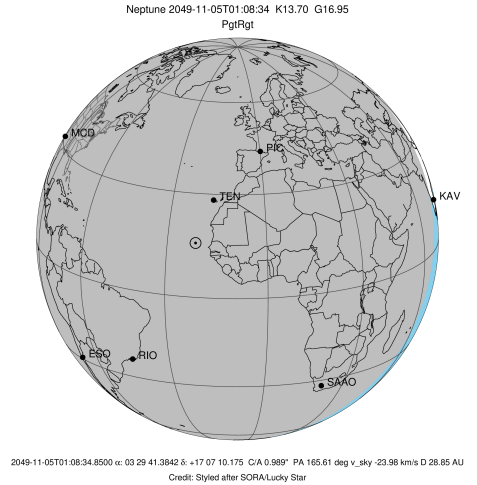 Neptune 2049-11-05T01:08:34 K13.70 G16.95
PgtRgt
MCD
PIC
TEN
KAV
ESO
RIO
SAAO
2049-11-05T01:08:34.8500 α: 03 29 41.3842 δ: +17 07 10.175 C/A 0.989" PA 165.61 deg v_sky -23.98 km/s D 28.85 AU
Credit: Styled after SORA/Lucky Star